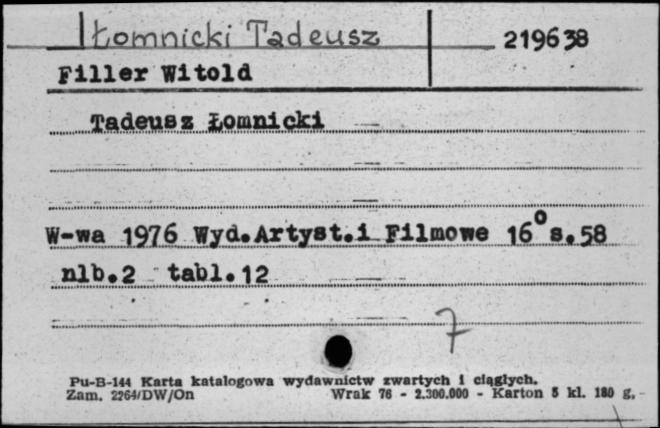 Łomnicki Tadeusz 219638
Filler Witold
Tadeusz Łomnicki
W-wa 1976 Wyd.Artyst.i Filmowe 16° s.58
nlb.2 tabl.12
7
Pu-B-144 Karta katalogowa wydawnictw zwartych i ciągłych.
Zam. 2264/DW/On Wrak 76 - 2.300.000 - Karton 5 kl. 180 g.